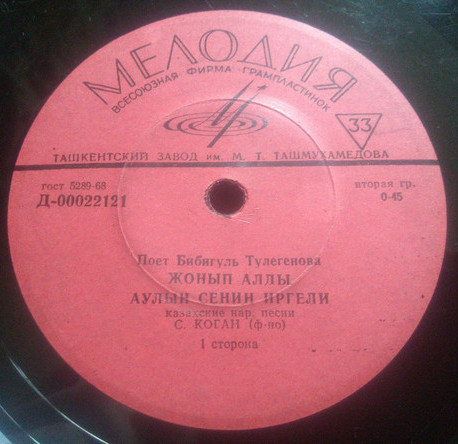 МЕЛОДИЯ
ВСЕСОЮЗНАЯ ФИРМА ГРАМПЛАСТИНОК
33
ТАШКЕНТСКИЙ ЗАВОД ИМ. М. Т. ТАШМУХАМЕДОВА
гост 5289-68
вторая гр.
Д-00022121
0-45
Поет Бибигуль Тулегенова
ЖОНЫП АЛДЫ
АУЛЫН СЕНИН ИРГЕЛИ
казахские нар. песни
С. КОГАН (ф-но)
1 сторона